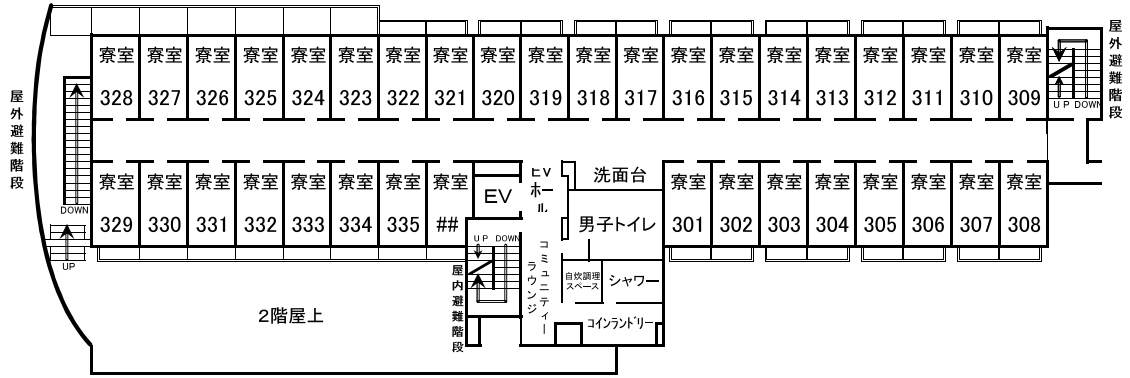 寮室 寮室 寮室 寮室 寮室 寮室 寮室 寮室 寮室 寮室 寮室 寮室 寮室 寮室 寮室 寮室 寮室 寮室 寮室 寮室
328 327 326 325 324 323 322 321 320 319 318 317 316 315 314 313 312 311 310 309
UP DOWN
屋外避難階段
屋外避難階段
寮室 寮室 寮室 寮室 寮室 寮室 寮室 寮室
329 330 331 332 333 334 335 ##
EV
EV
ホー
ル
洗面台
男子トイレ
寮室 寮室 寮室 寮室 寮室 寮室 寮室 寮室
301 302 303 304 305 306 307 308
DOWN
UP
UP DOWN
屋内避難階段
コミュニティー
ラウンジ
自炊調理
スペース
シャワー
コインランドリー
2階屋上